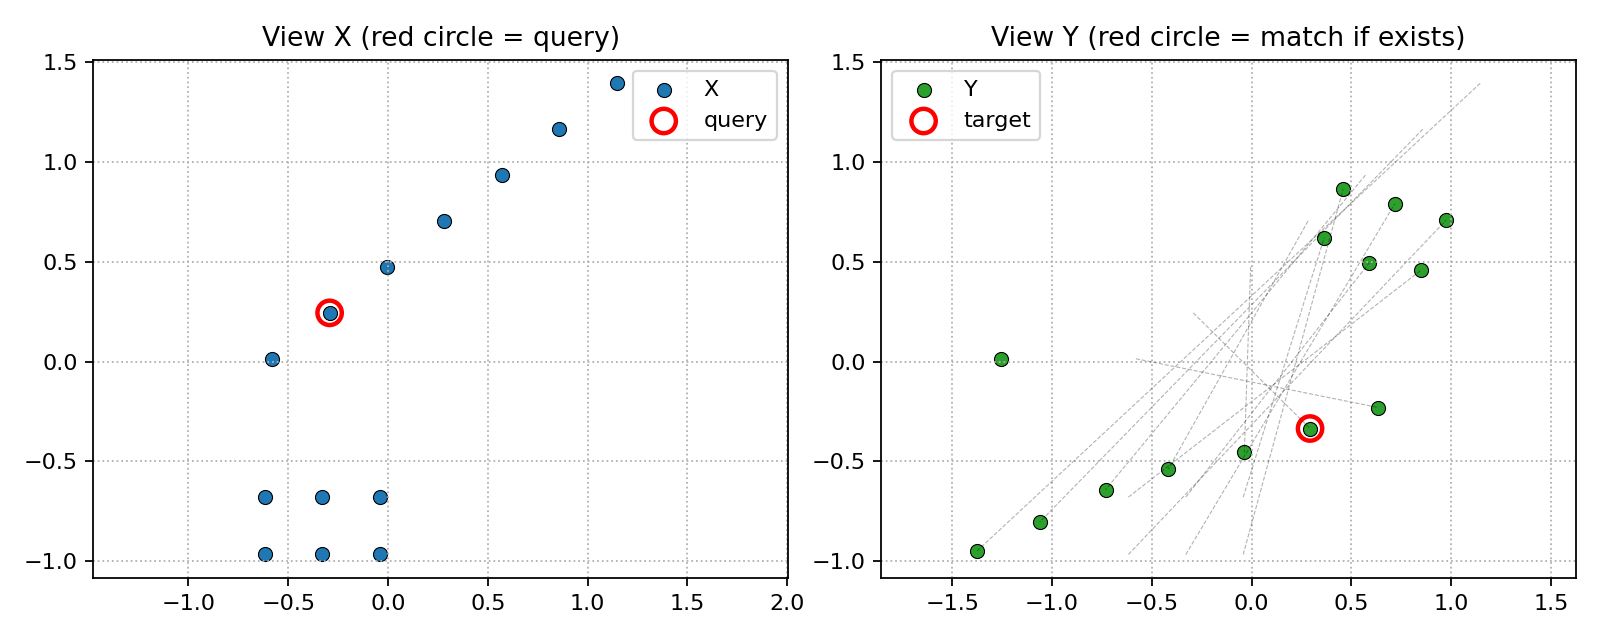 View X (red circle = query)
X
query
1.5
1.0
0.5
0.0
−0.5
−1.0
−1.0 −0.5 0.0 0.5 1.0 1.5 2.0
View Y (red circle = match if exists)
Y
target
1.5
1.0
0.5
0.0
−0.5
−1.0
−1.5 −1.0 −0.5 0.0 0.5 1.0 1.5